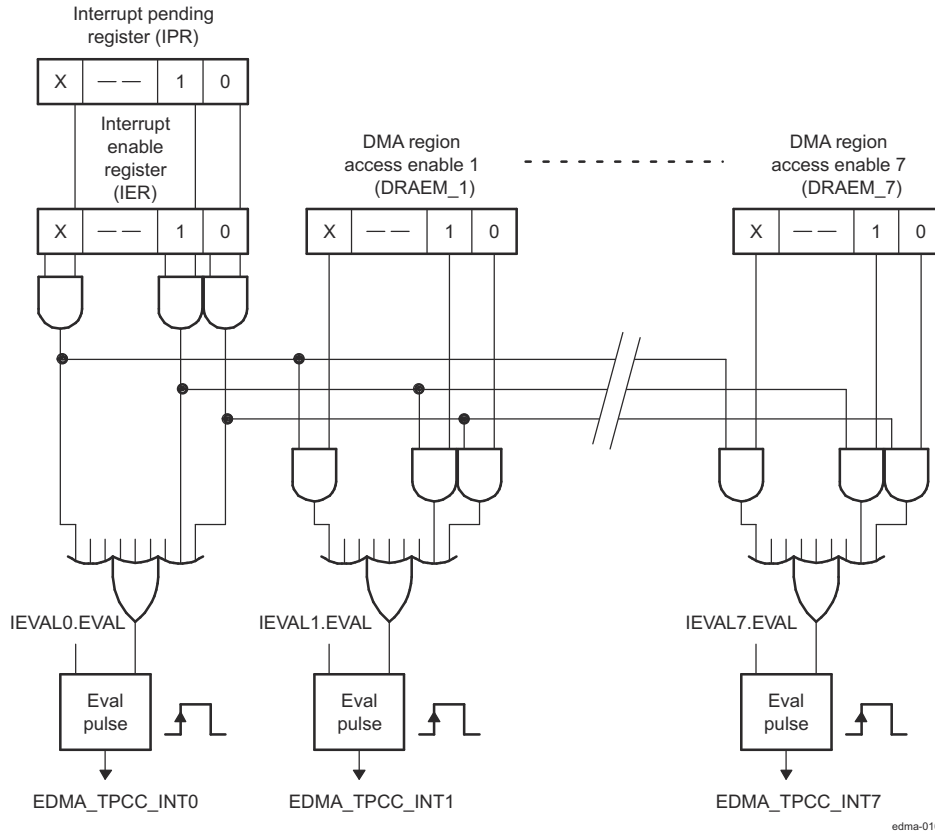 Interrupt pending
register (IPR)
X — — 1 0
Interrupt
enable
register
(IER)
X — — 1 0
DMA region
access enable 1
(DRAEM_1)
X — — 1 0
DMA region
access enable 7
(DRAEM_7)
X — — 1 0
IEVAL0.EVAL
IEVAL1.EVAL
IEVAL7.EVAL
Eval
pulse
Eval
pulse
Eval
pulse
EDMA_TPCC_INT0
EDMA_TPCC_INT1
EDMA_TPCC_INT7